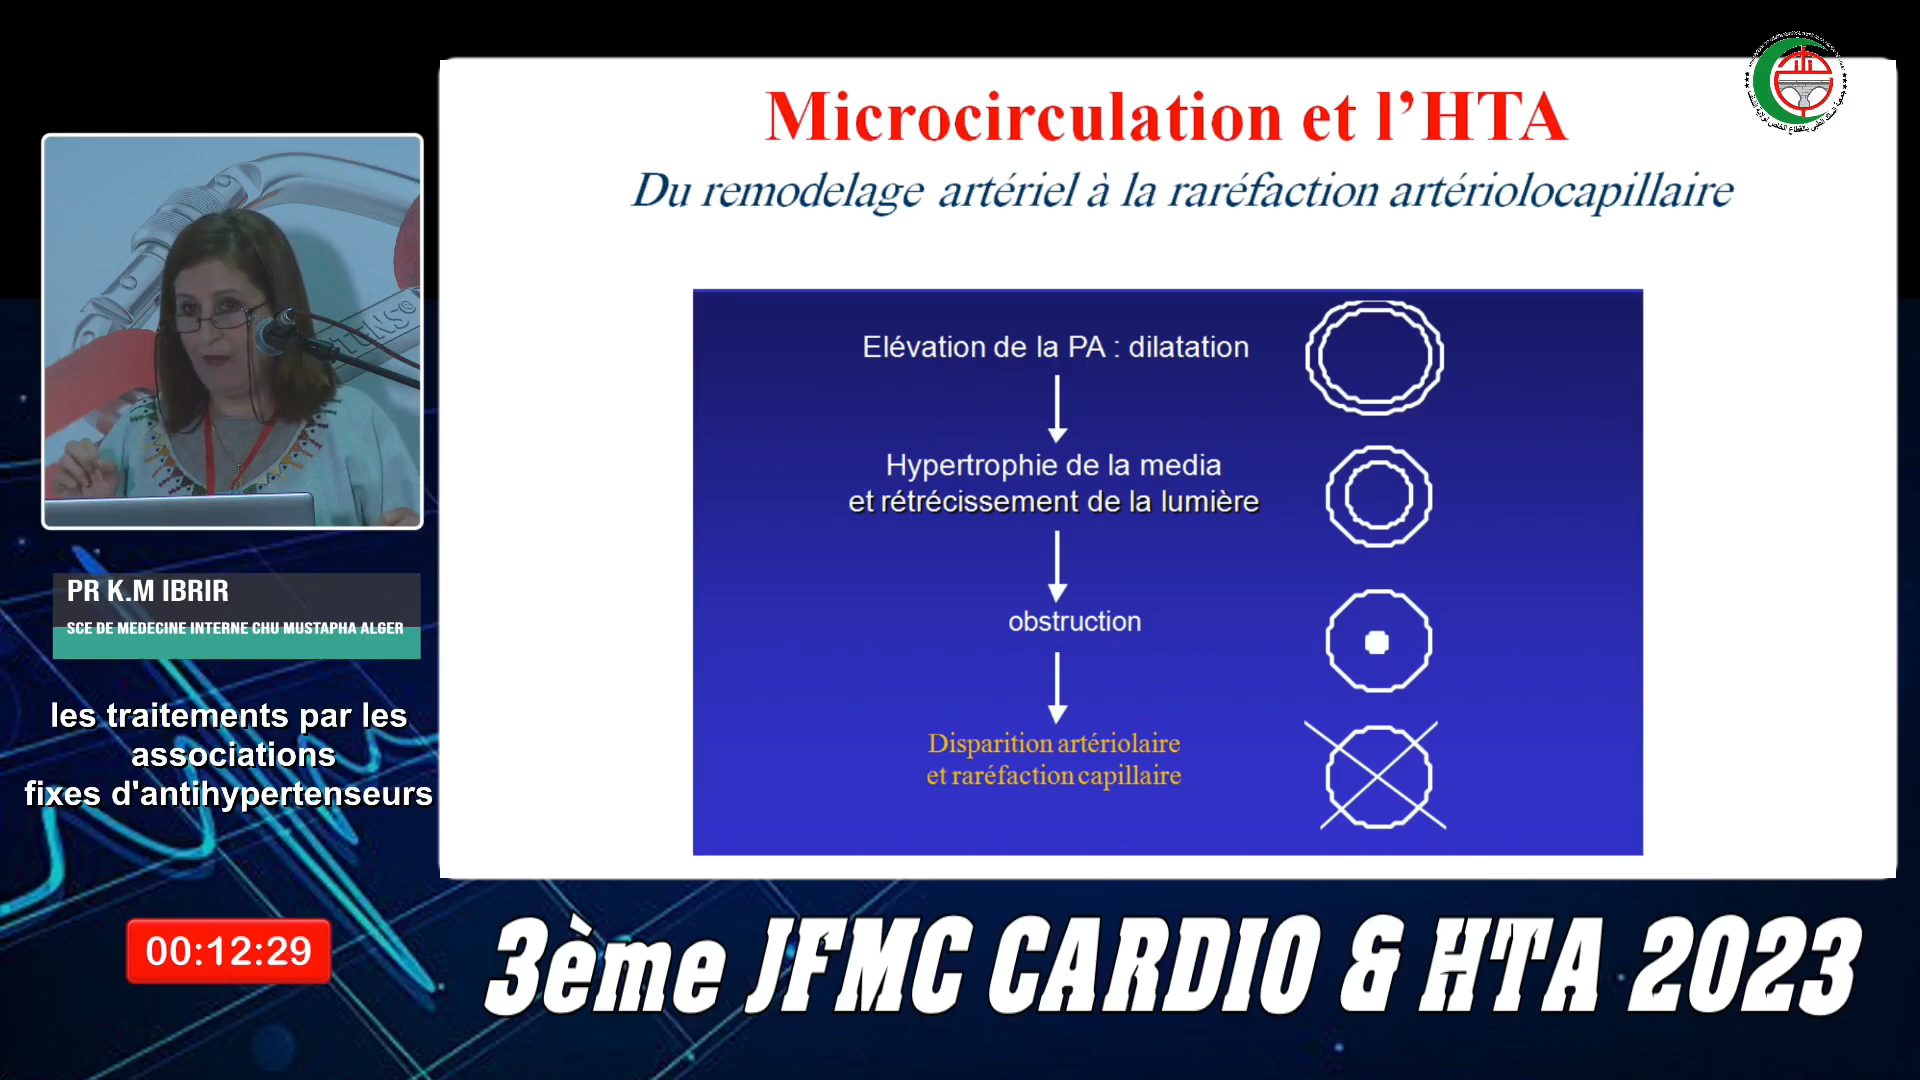 Microcirculation et l’HTA
Du remodelage artériel à la raréfaction artériolocapillaire
Elévation de la PA : dilatation
Hypertrophie de la media
et rétrécissement de la lumière
obstruction
Disparition artériolaire
et raréfaction capillaire
PR K.M IBRIR
SCE DE MEDECINE INTERNE CHU MUSTAPHA ALGER
les traitements par les
associations
fixes d'antihypertenseurs
00:12:29
3ème JFMC CARDIO & HTA 2023